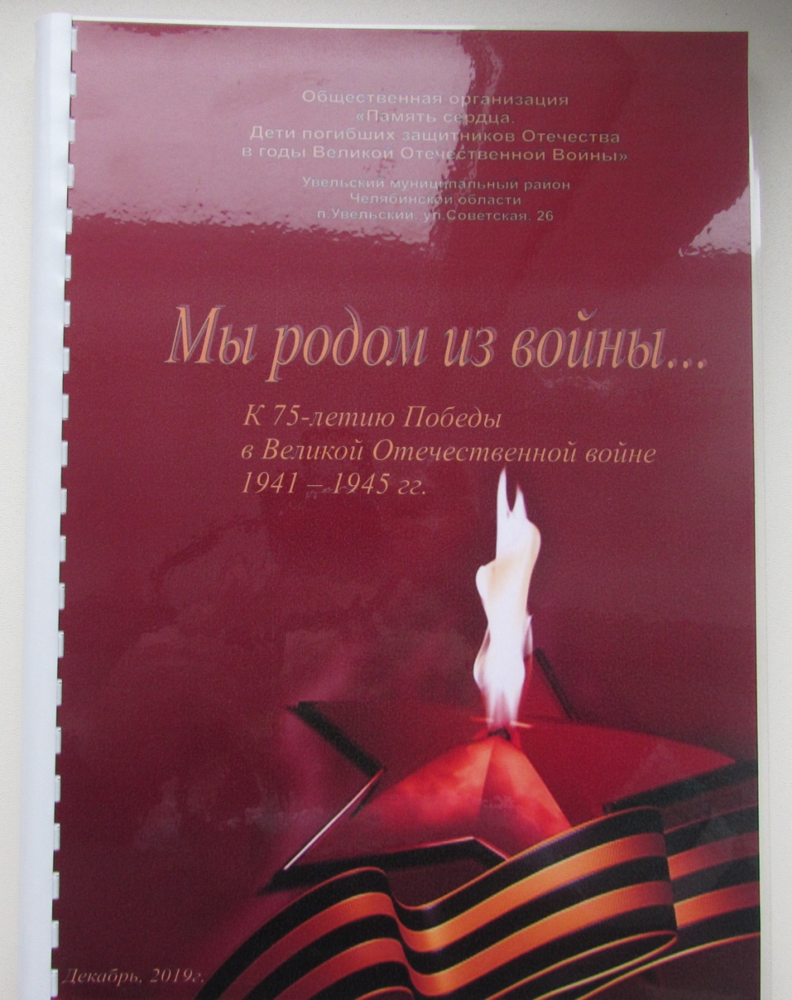 Общественная организация
«Память сердца.
Дети погибших защитников Отечества
в годы Великой Отечественной Войны»
Увельский муниципальный район
Челябинской области
п.Увельский, ул.Советская, 26
Мы родом из войны...
К 75-летию Победы
в Великой Отечественной войне
1941 – 1945 гг.
Декабрь, 2019г.